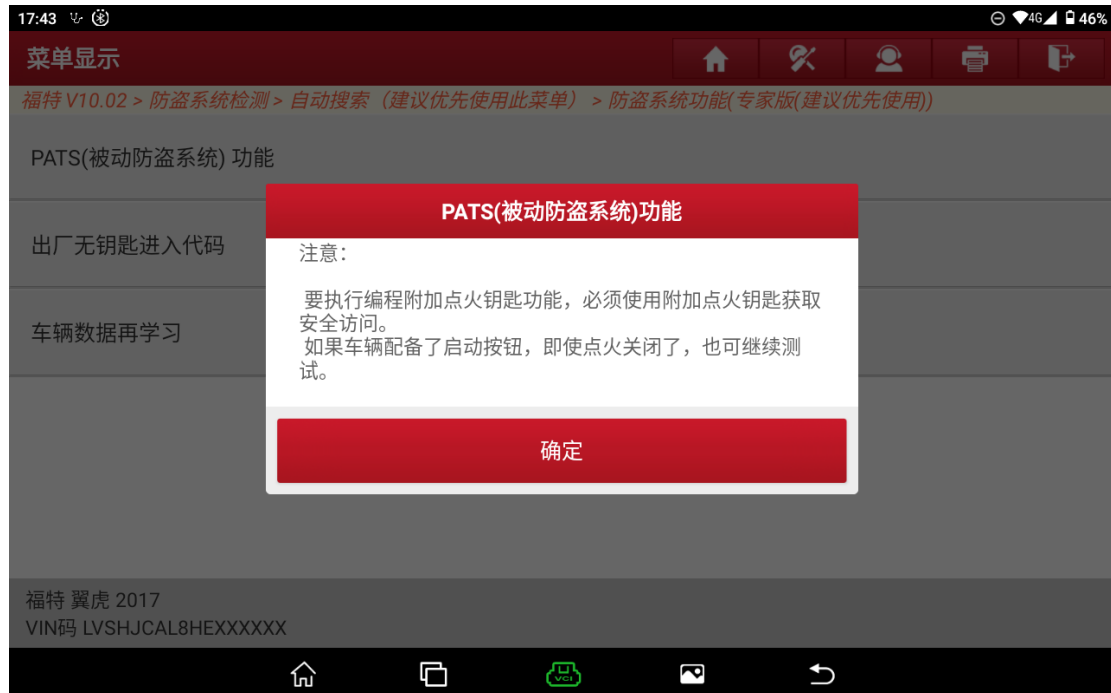 17:43
4G 46%
菜单显示
福特 V10.02 > 防盗系统检测 > 自动搜索（建议优先使用此菜单） > 防盗系统功能(专家版(建议优先使用))
PATS(被动防盗系统) 功能
出厂无钥匙进入代码
车辆数据再学习
PATS(被动防盗系统)功能
注意：
要执行编程附加点火钥匙功能，必须使用附加点火钥匙获取
安全访问。
如果车辆配备了启动按钮，即使点火关闭了，也可继续测
试。
确定
福特 翼虎 2017
VIN码 LVSHJCAL8HEXXXXXX
VCI